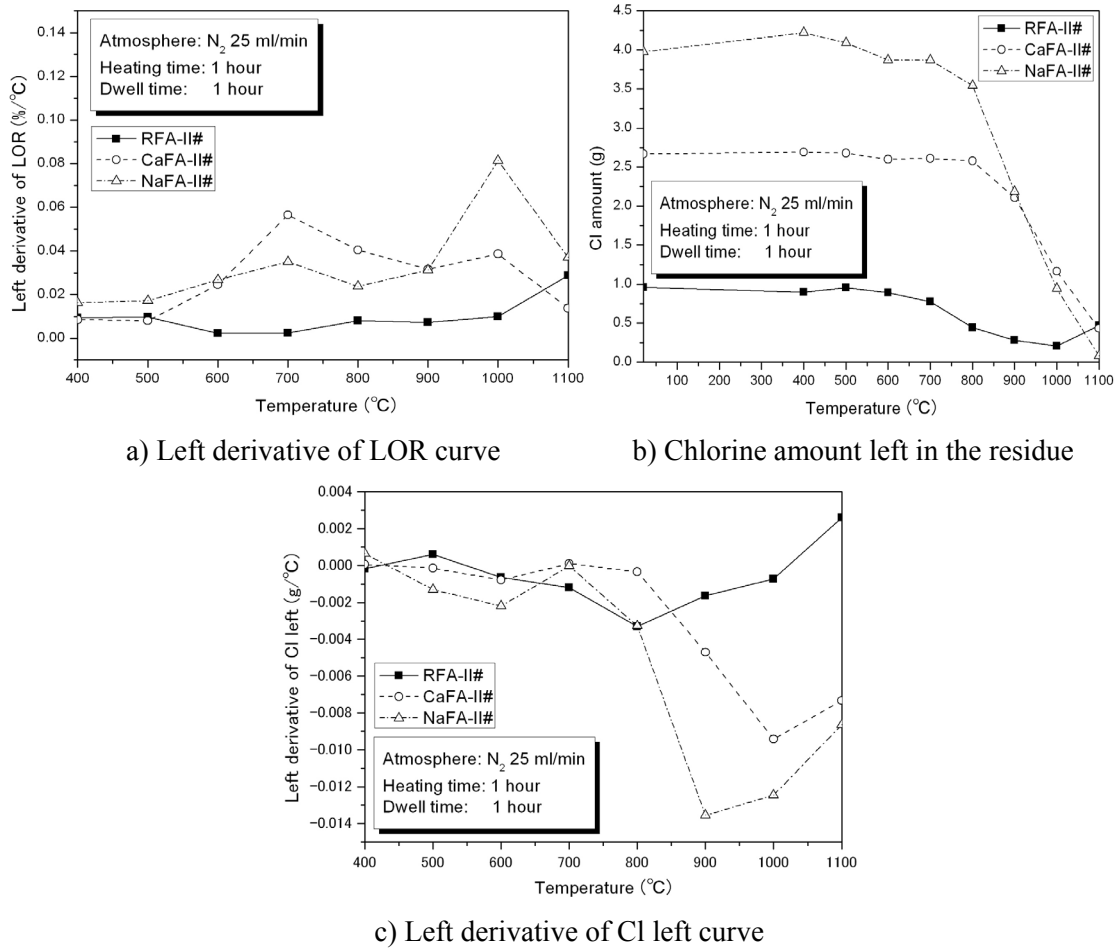 0.14
0.12
0.10
0.08
0.06
0.04
0.02
0.00
Left derivative of LOR (%/℃)
Atmosphere: N₂ 25 ml/min
Heating time: 1 hour
Dwell time: 1 hour
RFA-II#
CaFA-II#
NaFA-II#
400 500 600 700 800 900 1000 1100
Temperature (℃)
a) Left derivative of LOR curve
4.5
4.0
3.5
3.0
2.5
2.0
1.5
1.0
0.5
0.0
Cl amount (g)
RFA-II#
CaFA-II#
NaFA-II#
Atmosphere: N₂ 25 ml/min
Heating time: 1 hour
Dwell time: 1 hour
100 200 300 400 500 600 700 800 900 1000 1100
Temperature (℃)
b) Chlorine amount left in the residue
0.004
0.002
0.000
−0.002
−0.004
−0.006
−0.008
−0.010
−0.012
−0.014
Left derivative of Cl left (g/℃)
RFA-II#
CaFA-II#
NaFA-II#
Atmosphere: N₂ 25 ml/min
Heating time: 1 hour
Dwell time: 1 hour
400 500 600 700 800 900 1000 1100
Temperature (℃)
c) Left derivative of Cl left curve